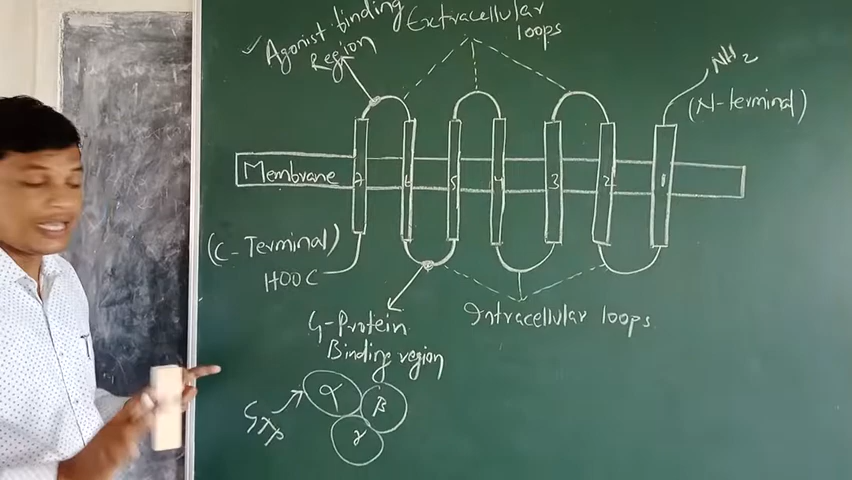 ✓ Agonist binding
Region
Extracellular
loops
NH2
(N-terminal)
Membrane
7
6
5
4
3
2
1
(C-Terminal)
HOOC
G-Protein
Binding region
Intracellular loops
α
β
γ